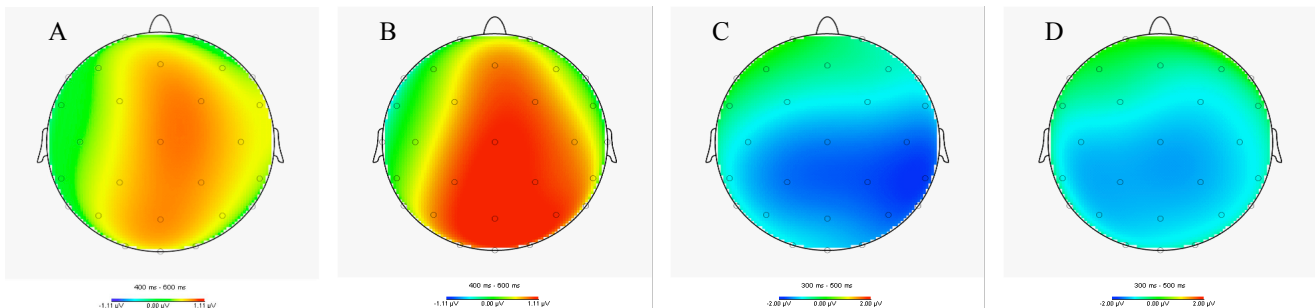 A
B
C
D
400 ms - 600 ms
-1.11 µV 0.00 µV 1.11 µV
400 ms - 600 ms
-1.11 µV 0.00 µV 1.11 µV
300 ms - 500 ms
-2.00 µV 0.00 µV 2.00 µV
300 ms - 500 ms
-2.00 µV 0.00 µV 2.00 µV